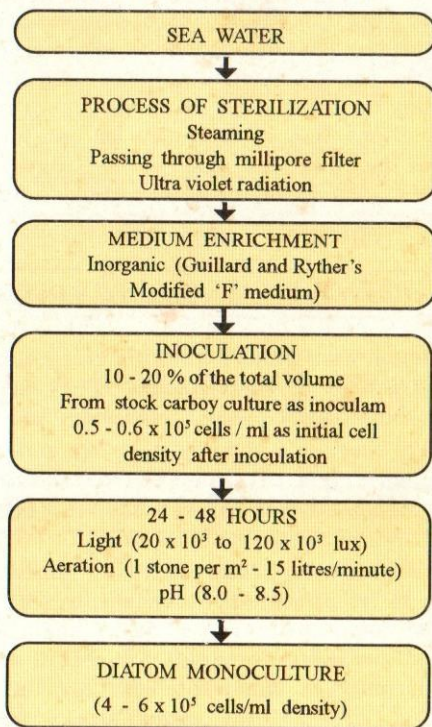 SEA WATER
PROCESS OF STERILIZATION
Steaming
Passing through millipore filter
Ultra violet radiation
MEDIUM ENRICHMENT
Inorganic (Guillard and Ryther's
Modified 'F' medium)
INOCULATION
10 - 20 % of the total volume
From stock carboy culture as inoculam
0.5 - 0.6 x 10⁵ cells / ml as initial cell
density after inoculation
24 - 48 HOURS
Light (20 x 10³ to 120 x 10³ lux)
Aeration (1 stone per m² - 15 litres/minute)
pH (8.0 - 8.5)
DIATOM MONOCULTURE
(4 - 6 x 10⁵ cells/ml density)